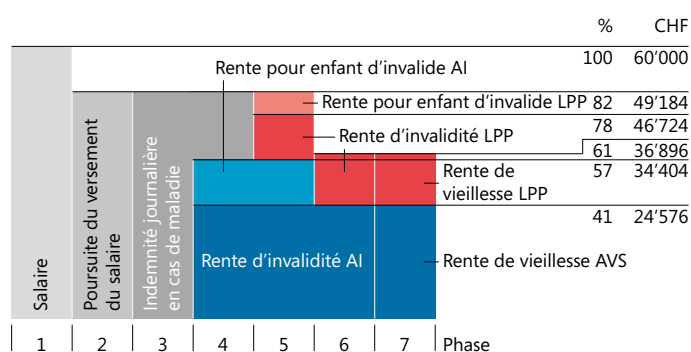 % CHF
100 60’000
Rente pour enfant d’invalide AI
Rente pour enfant d’invalide LPP 82 49’184
78 46’724
Rente d’invalidité LPP
61 36’896
Rente de
vieillesse LPP
57 34’404
41 24’576
Salaire
Poursuite du versement
du salaire
Indemnité journalière
en cas de maladie
Rente d’invalidité AI
Rente de vieillesse AVS
1 2 3 4 5 6 7 Phase